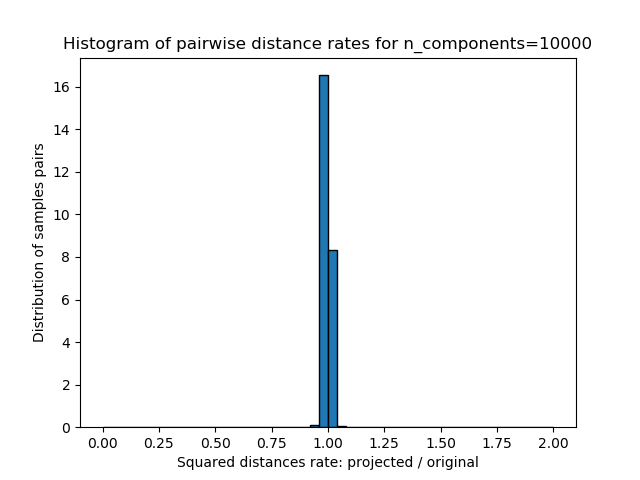 Histogram of pairwise distance rates for n_components=10000
Distribution of samples pairs
16
14
12
10
8
6
4
2
0
0.00 0.25 0.50 0.75 1.00 1.25 1.50 1.75 2.00
Squared distances rate: projected / original